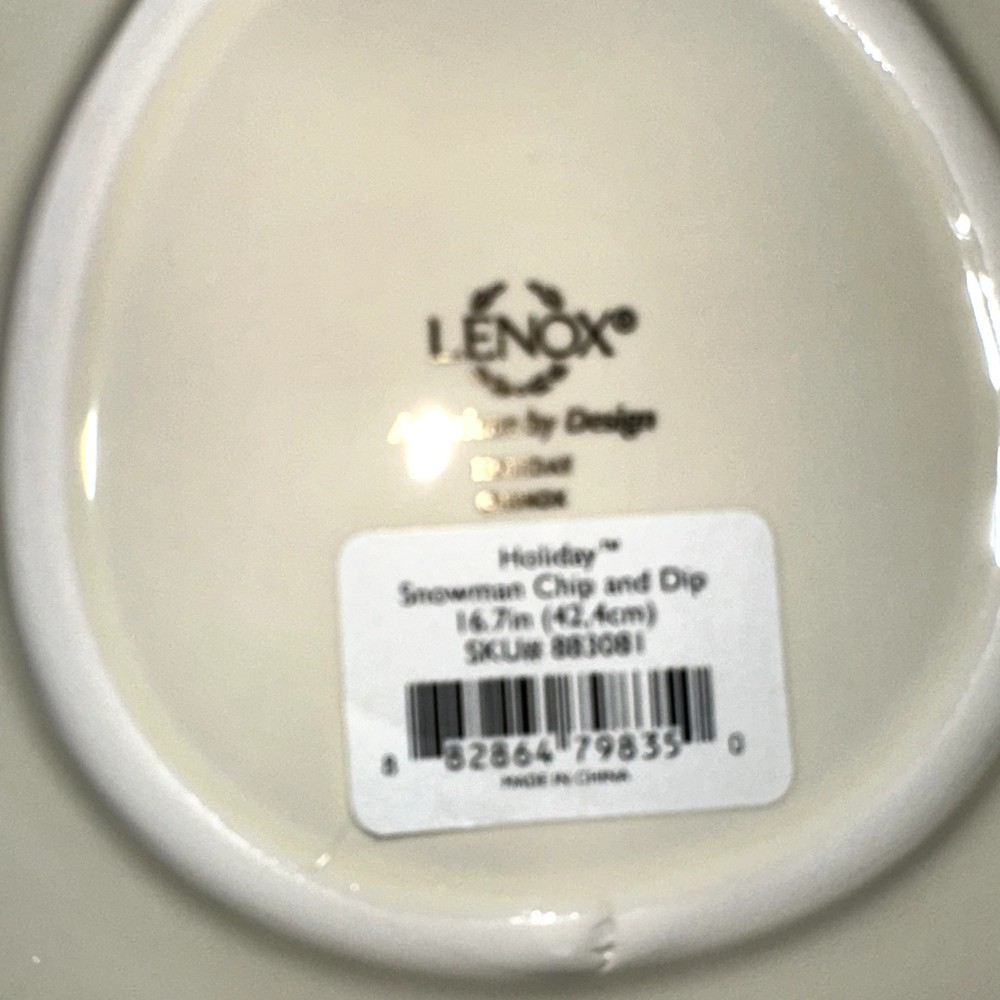 LENOX®
by Design
Holiday™
Snowman Chip and Dip
16.7in (42.4cm)
SKU# 883081
8 82864 79835 0
MADE IN CHINA